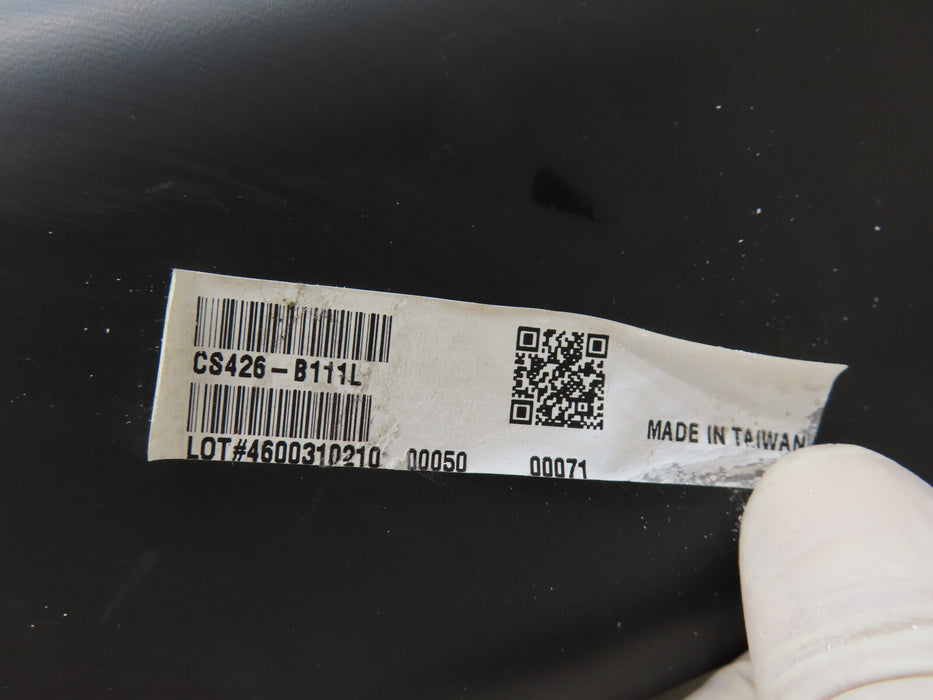 CS426-B111L
LOT#4600310210 00050 00071
MADE IN TAIWAN